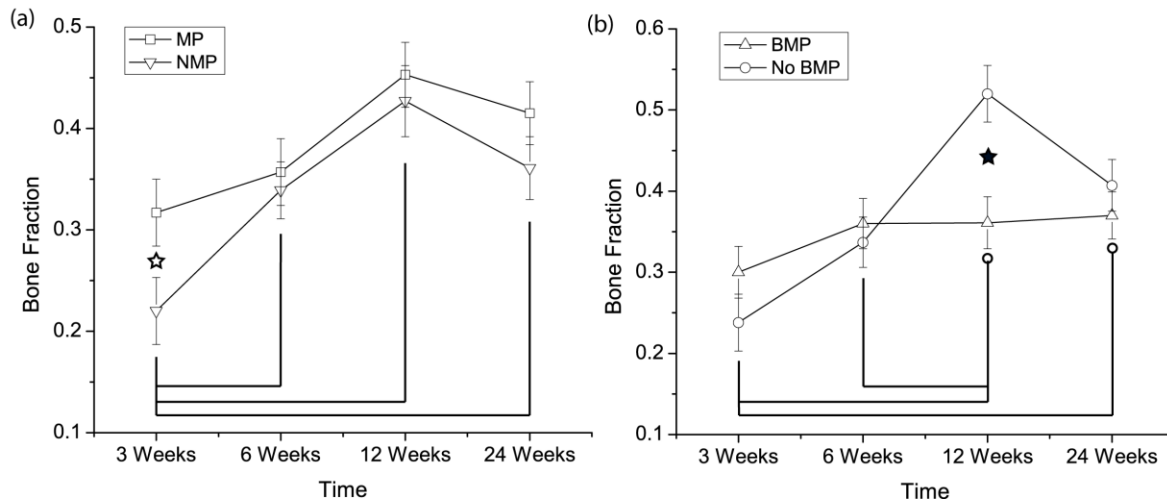 (a)
MP
NMP
Bone Fraction
0.5
0.4
0.3
0.2
0.1
3 Weeks 6 Weeks 12 Weeks 24 Weeks
Time
(b)
BMP
No BMP
Bone Fraction
0.6
0.5
0.4
0.3
0.2
0.1
3 Weeks 6 Weeks 12 Weeks 24 Weeks
Time